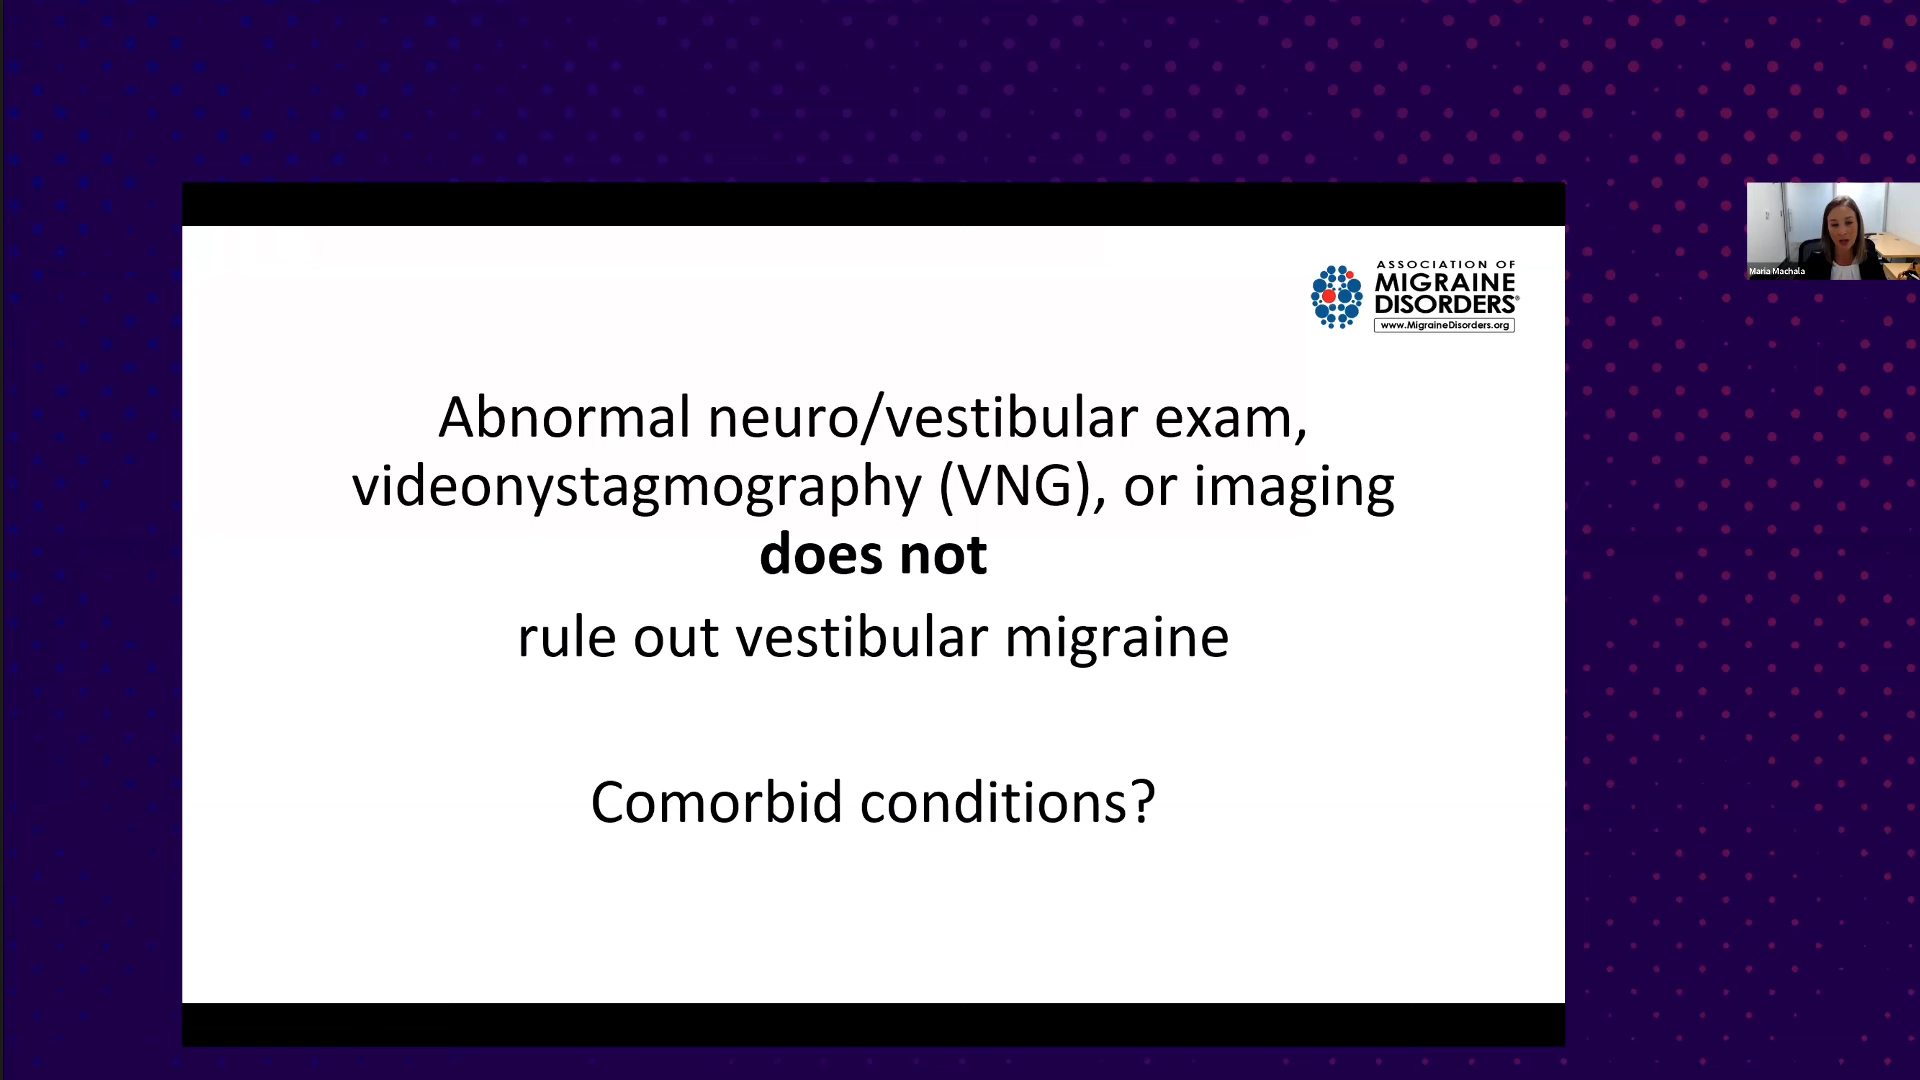 ASSOCIATION OF
MIGRAINE
DISORDERS®
www.MigraineDisorders.org
Maria Machala
Abnormal neuro/vestibular exam,
videonystagmography (VNG), or imaging
does not
rule out vestibular migraine
Comorbid conditions?